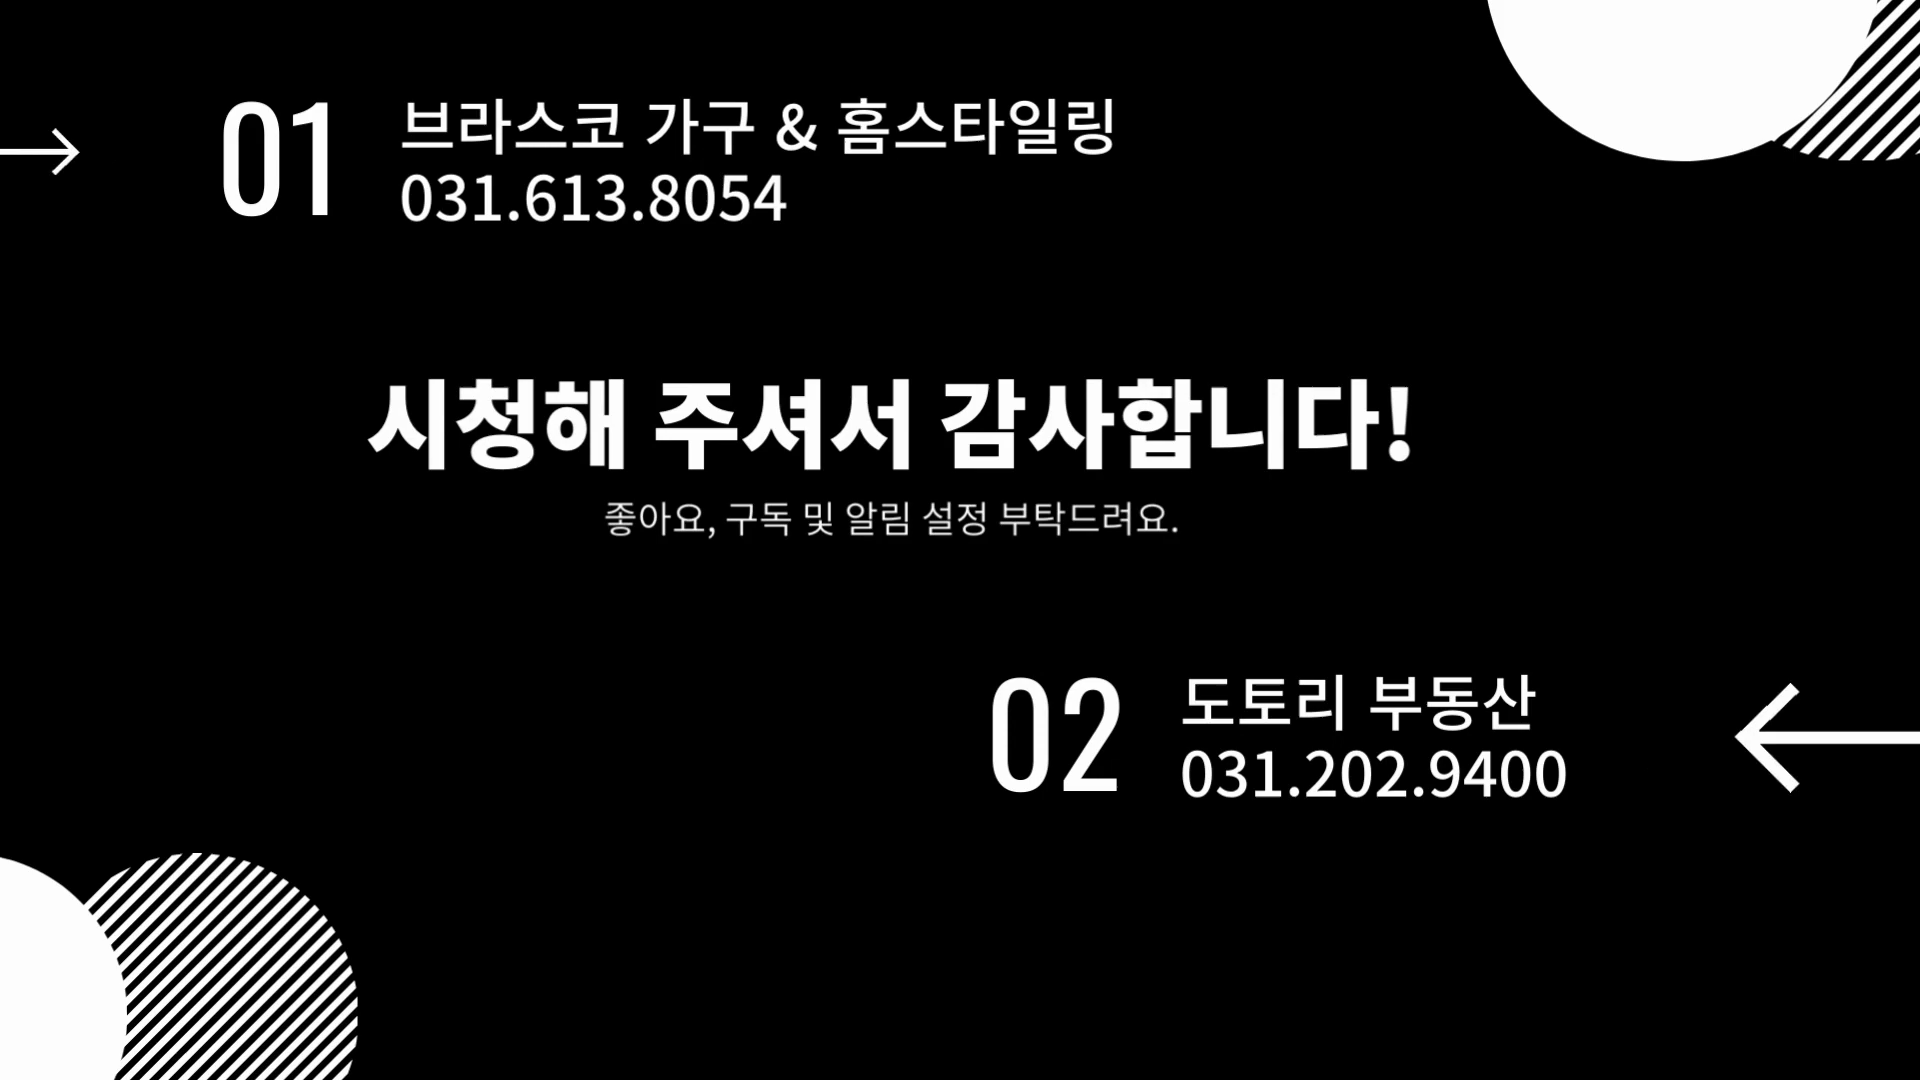 01
브라스코 가구 & 홈스타일링
031.613.8054
시청해 주셔서 감사합니다!
좋아요, 구독 및 알림 설정 부탁드려요.
02
도토리 부동산
031.202.9400